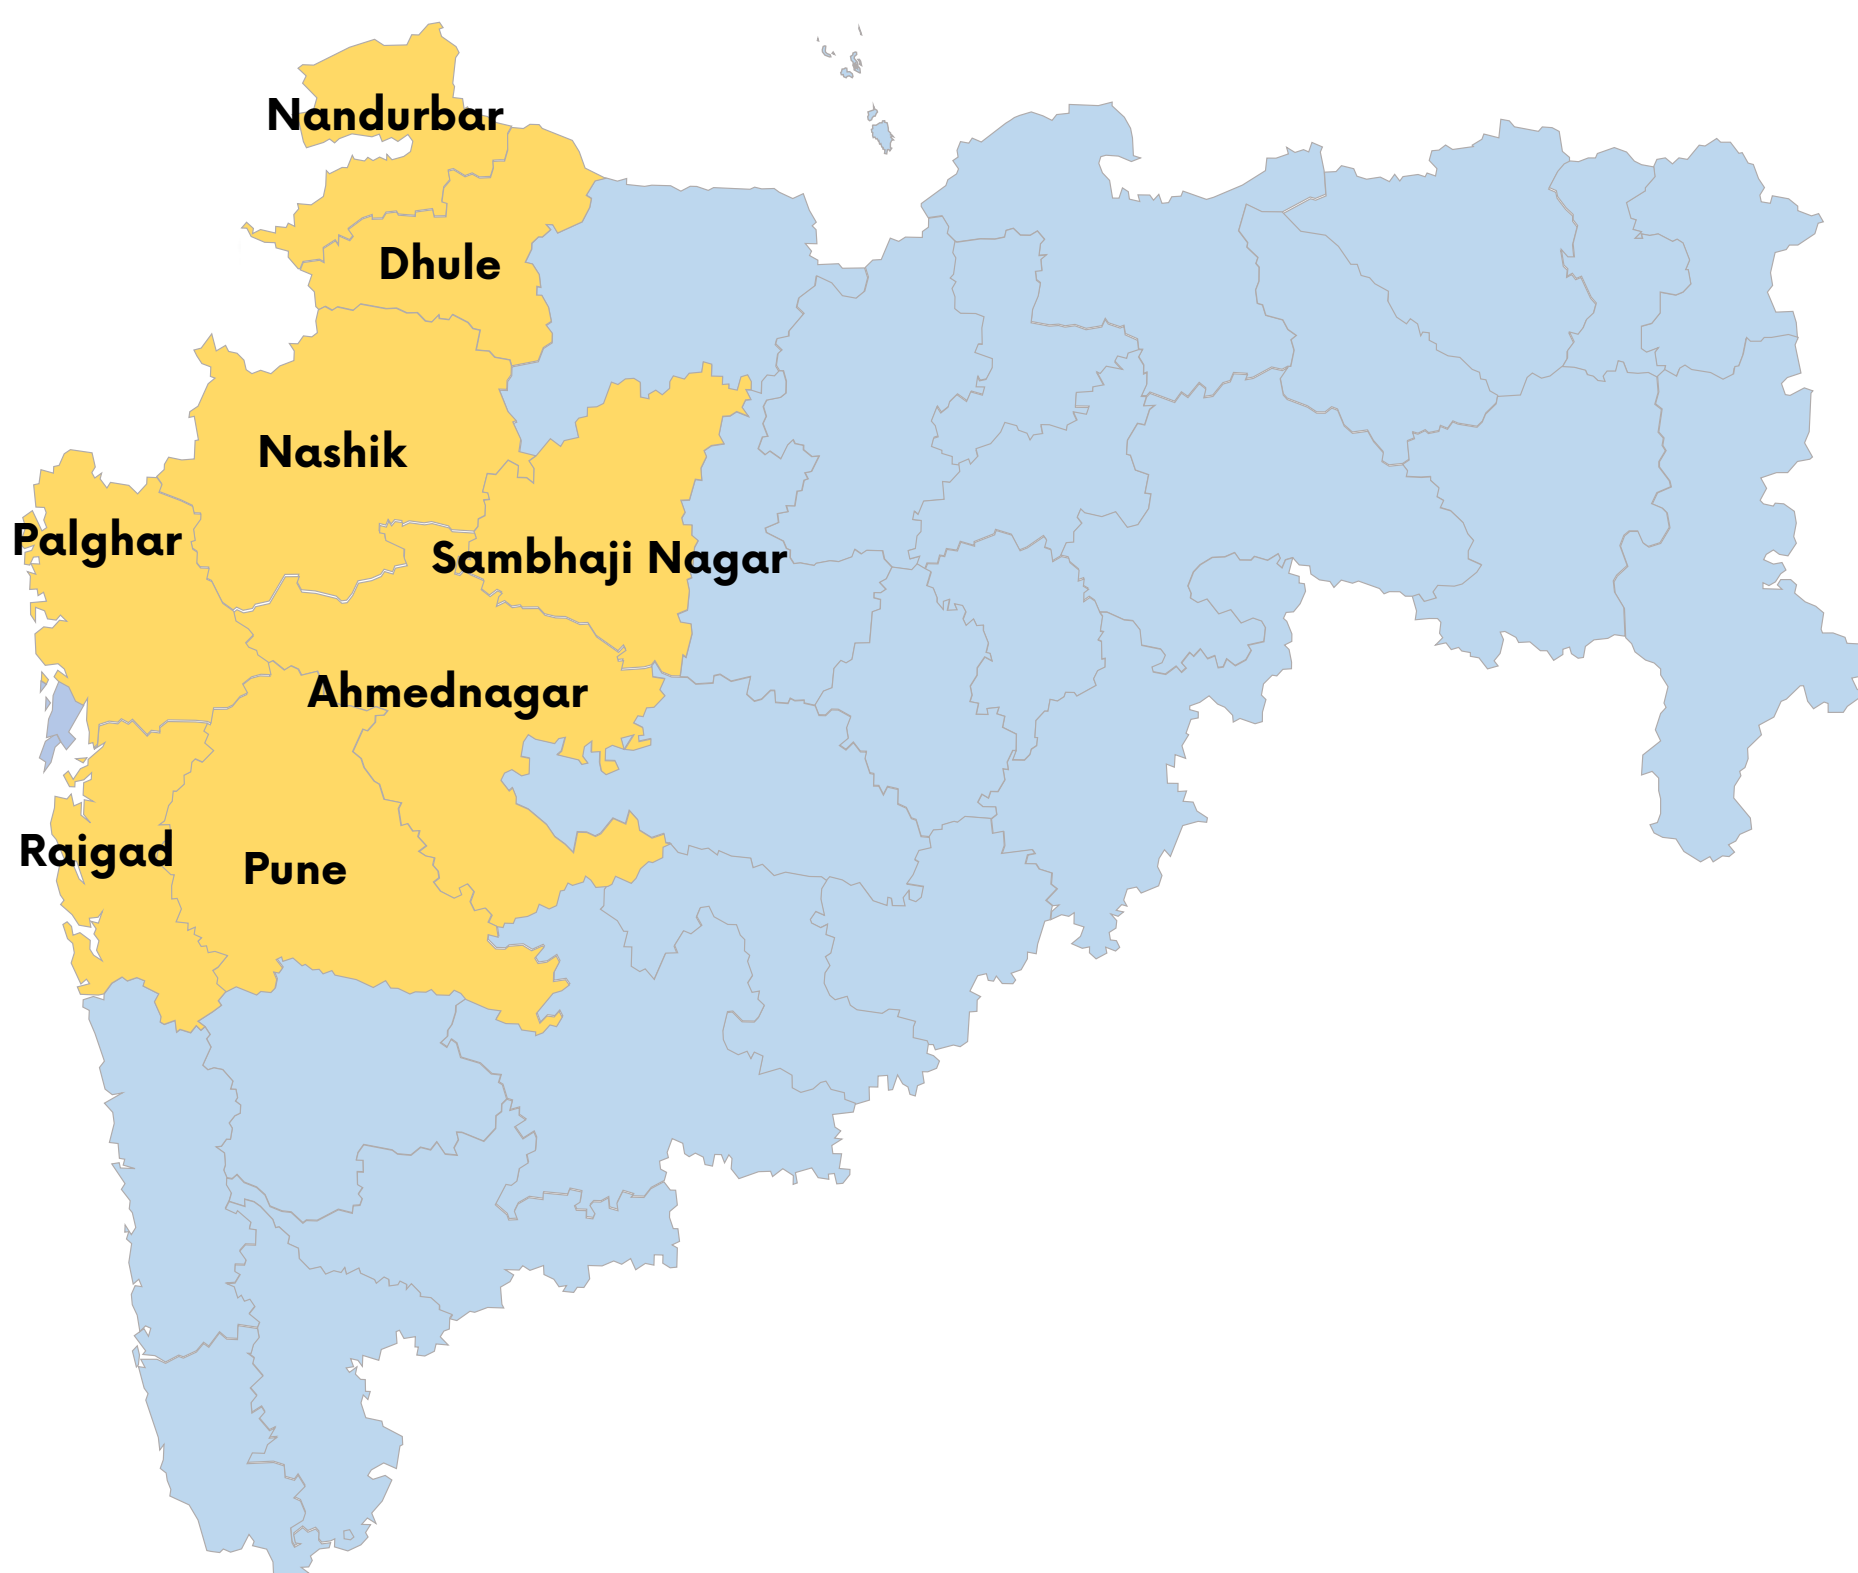 Nandurbar
Dhule
Nashik
Palghar
Sambhaji Nagar
Ahmednagar
Raigad
Pune